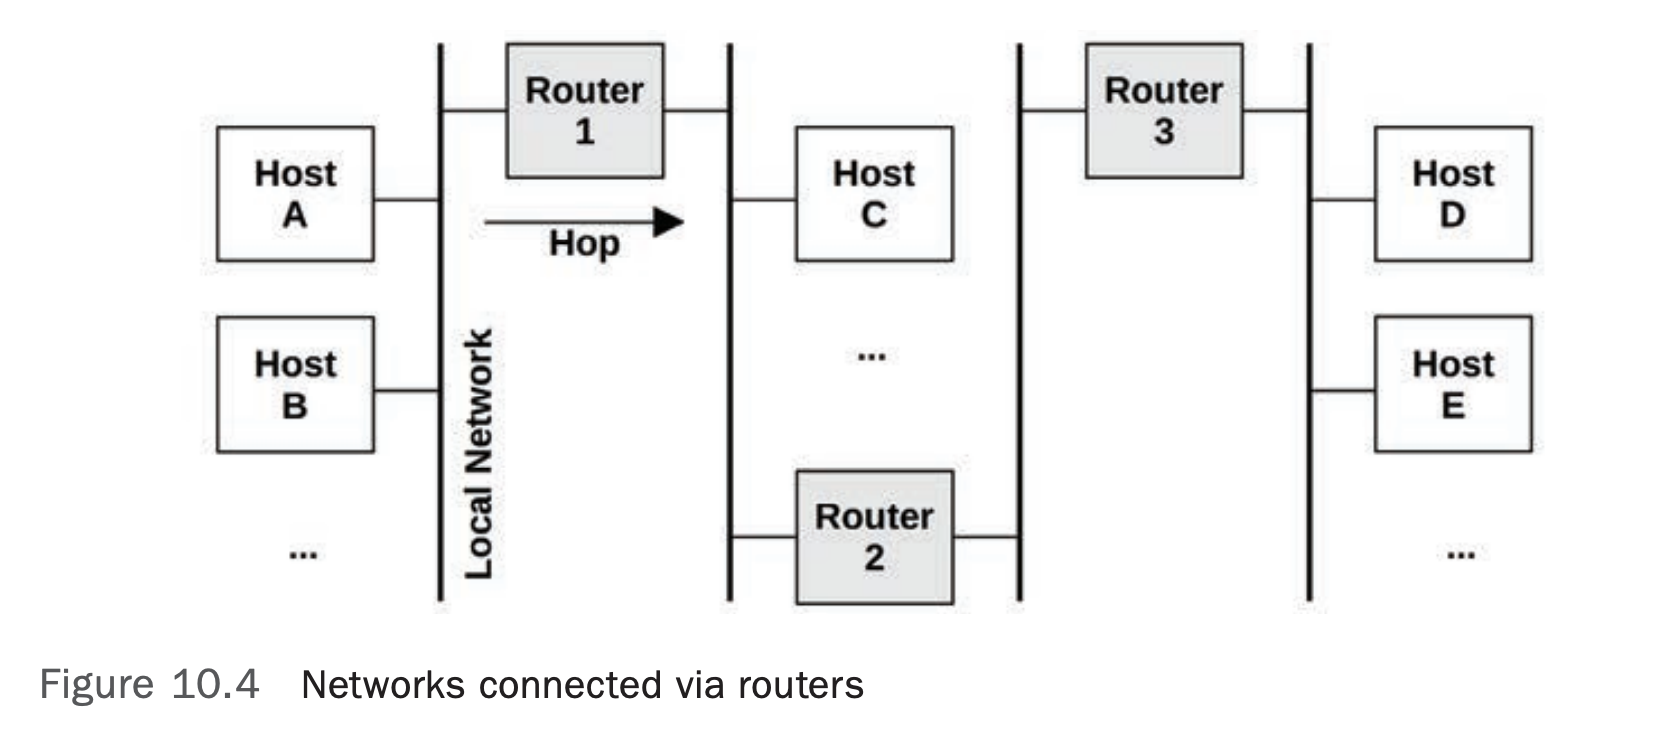 Router
1
Router
3
Host
A
Host
C
Host
D
Hop
Host
B
Local Network
...
Host
E
...
Router
2
...
Figure 10.4 Networks connected via routers